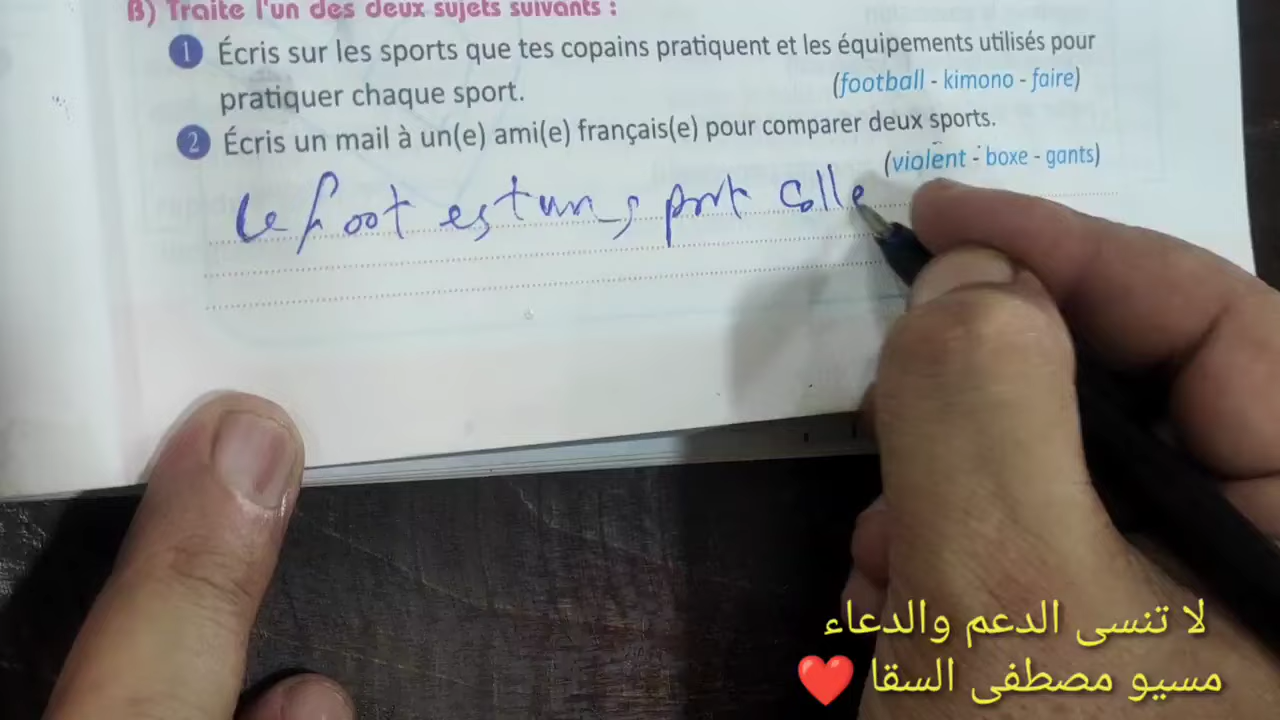 B) Traite l'un des deux sujets suivants :
1 Écris sur les sports que tes copains pratiquent et les équipements utilisés pour
pratiquer chaque sport.
(football - kimono - faire)
2 Écris un mail à un(e) ami(e) français(e) pour comparer deux sports.
(violent - boxe - gants)
Le foot est un sport colle
لا تنسى الدعم والدعاء
مسيو مصطفى السقا ❤️